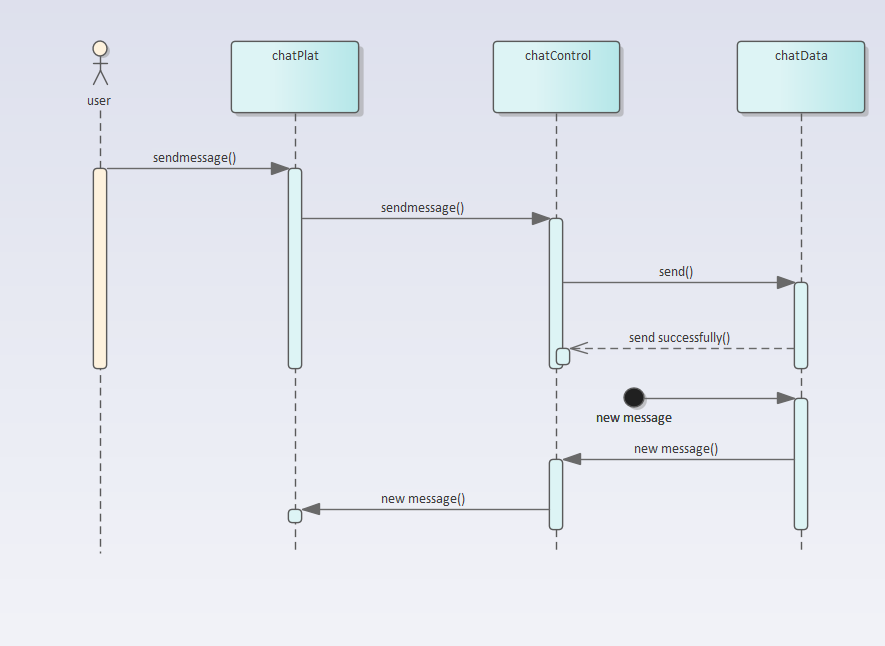 chatPlat
chatControl
chatData
user
sendmessage()
sendmessage()
send()
send successfully()
new message
new message()
new message()